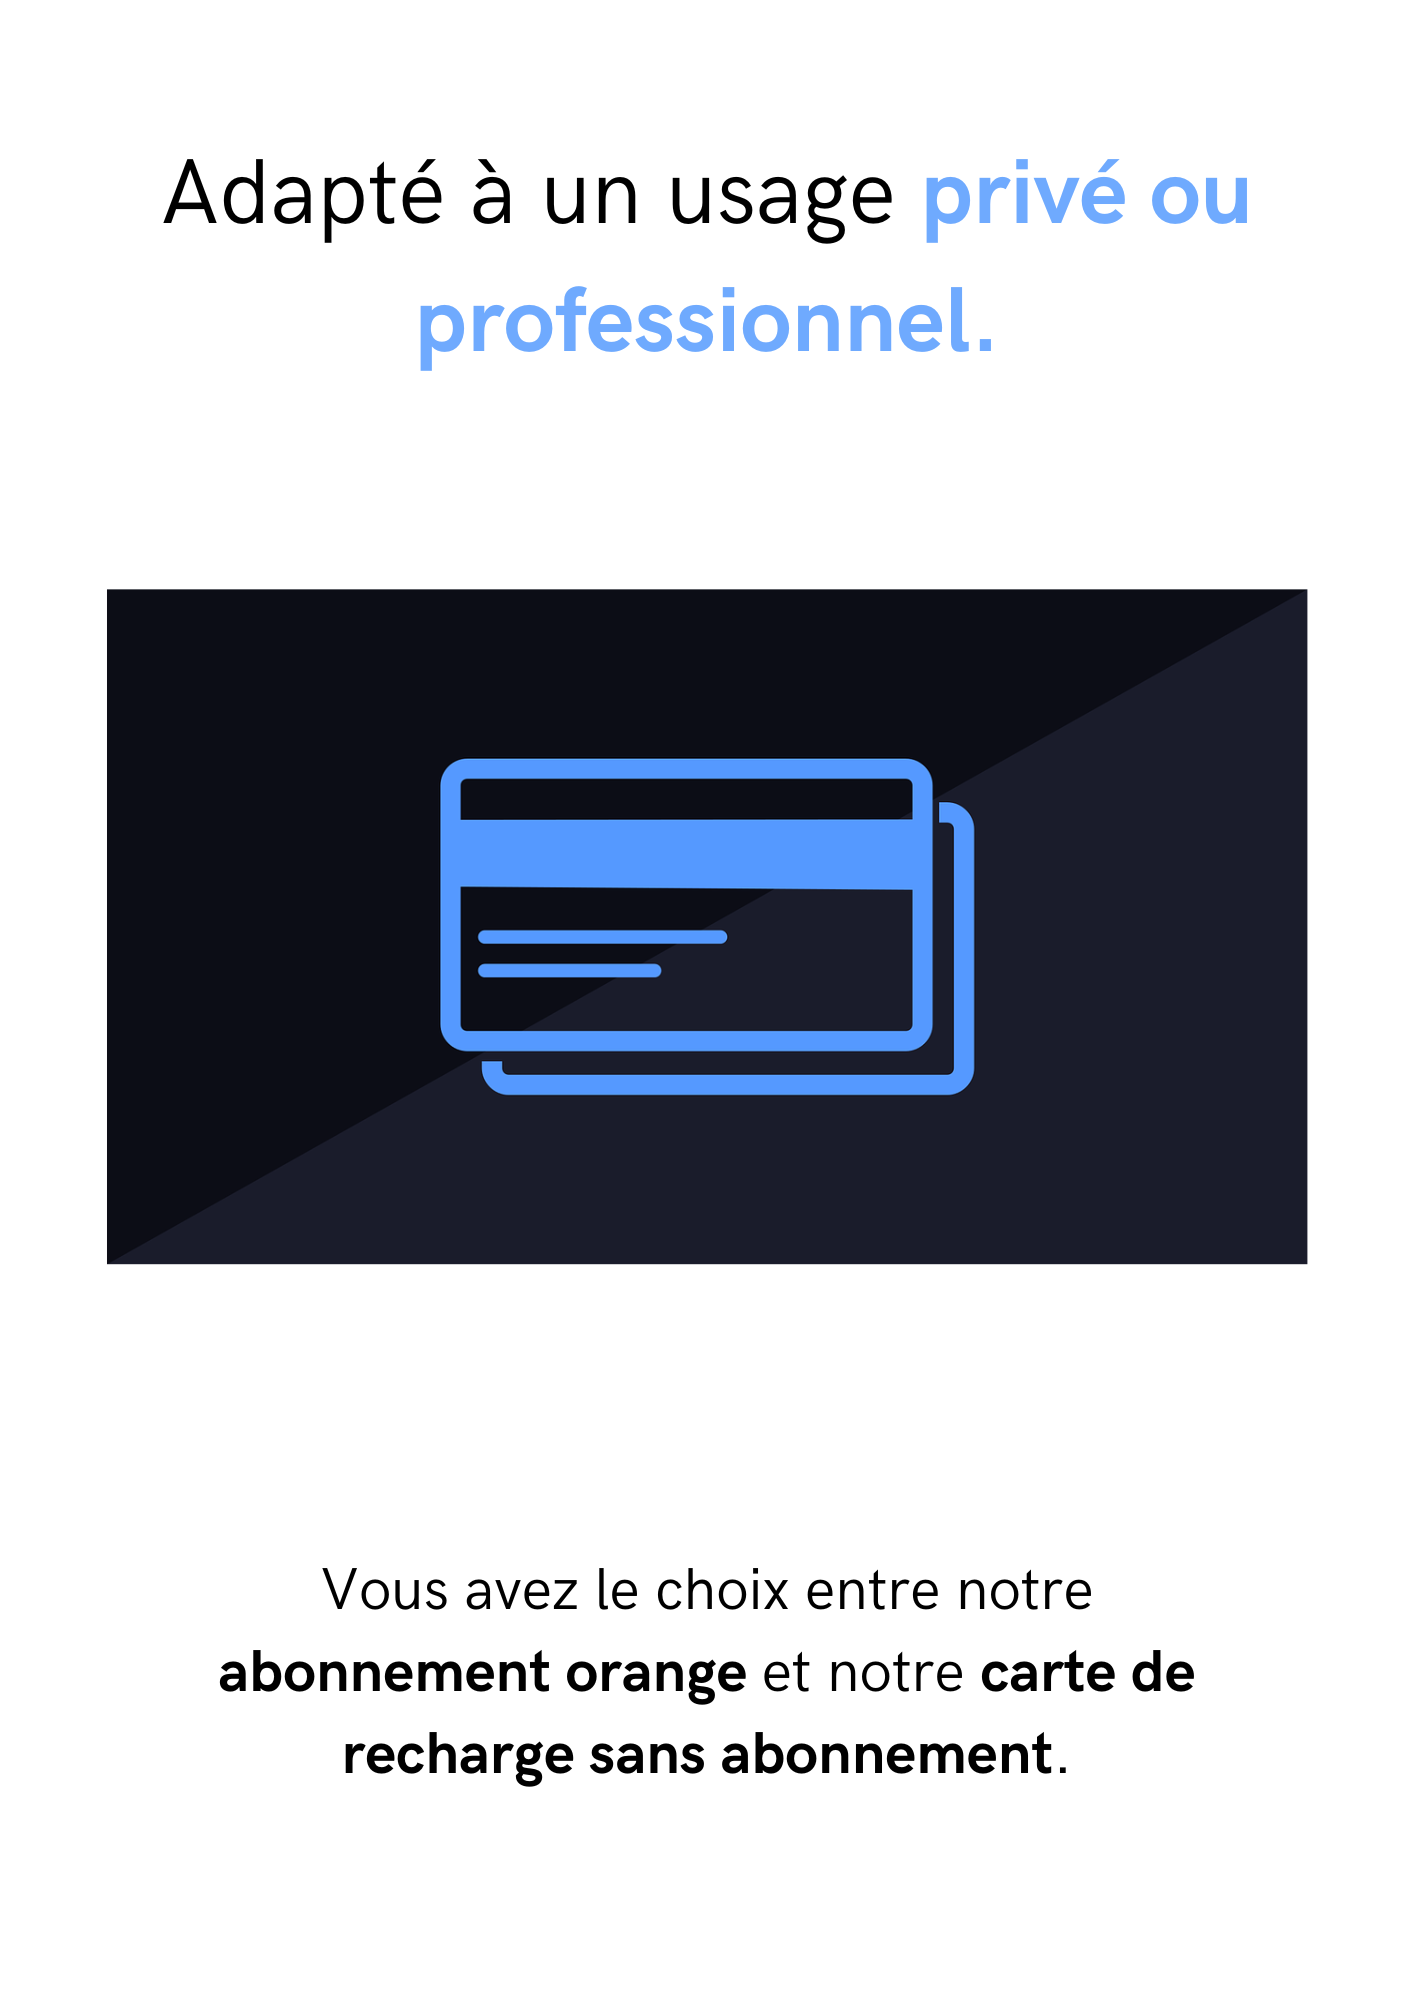 Adapté à un usage privé ou
professionnel.
Vous avez le choix entre notre
abonnement orange et notre carte de
recharge sans abonnement.